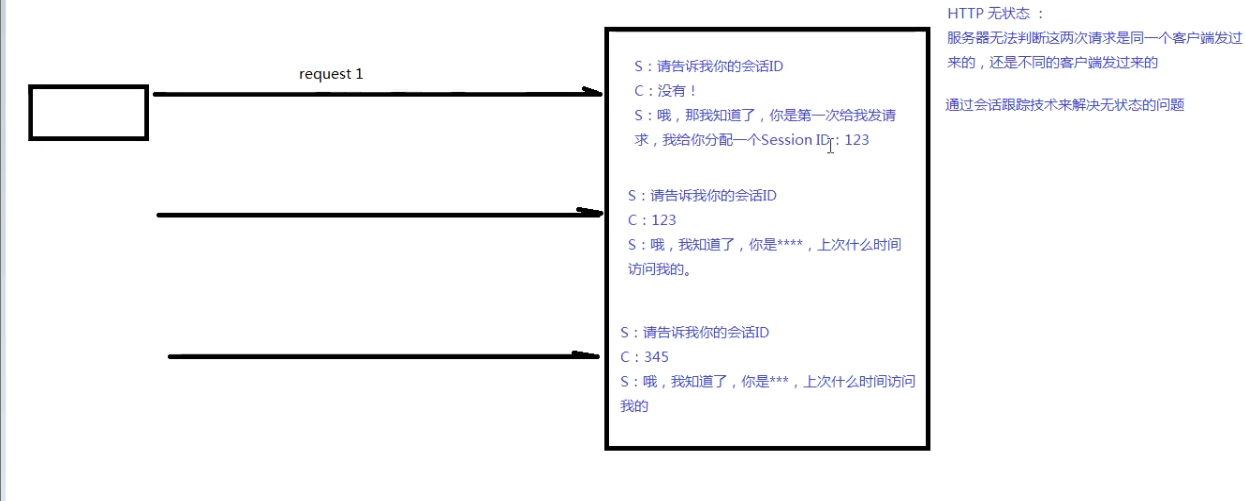 HTTP 无状态 ：
服务器无法判断这两次请求是同一个客户端发过
来的，还是不同的客户端发过来的
通过会话跟踪技术来解决无状态的问题
request 1
S：请告诉我你的会话ID
C：没有！
S：哦，那我知道了，你是第一次给我发请
求，我给你分配一个Session ID：123
S：请告诉我你的会话ID
C：123
S：哦，我知道了，你是****，上次什么时间
访问我的。
S：请告诉我你的会话ID
C：345
S：哦，我知道了，你是***，上次什么时间访问
我的